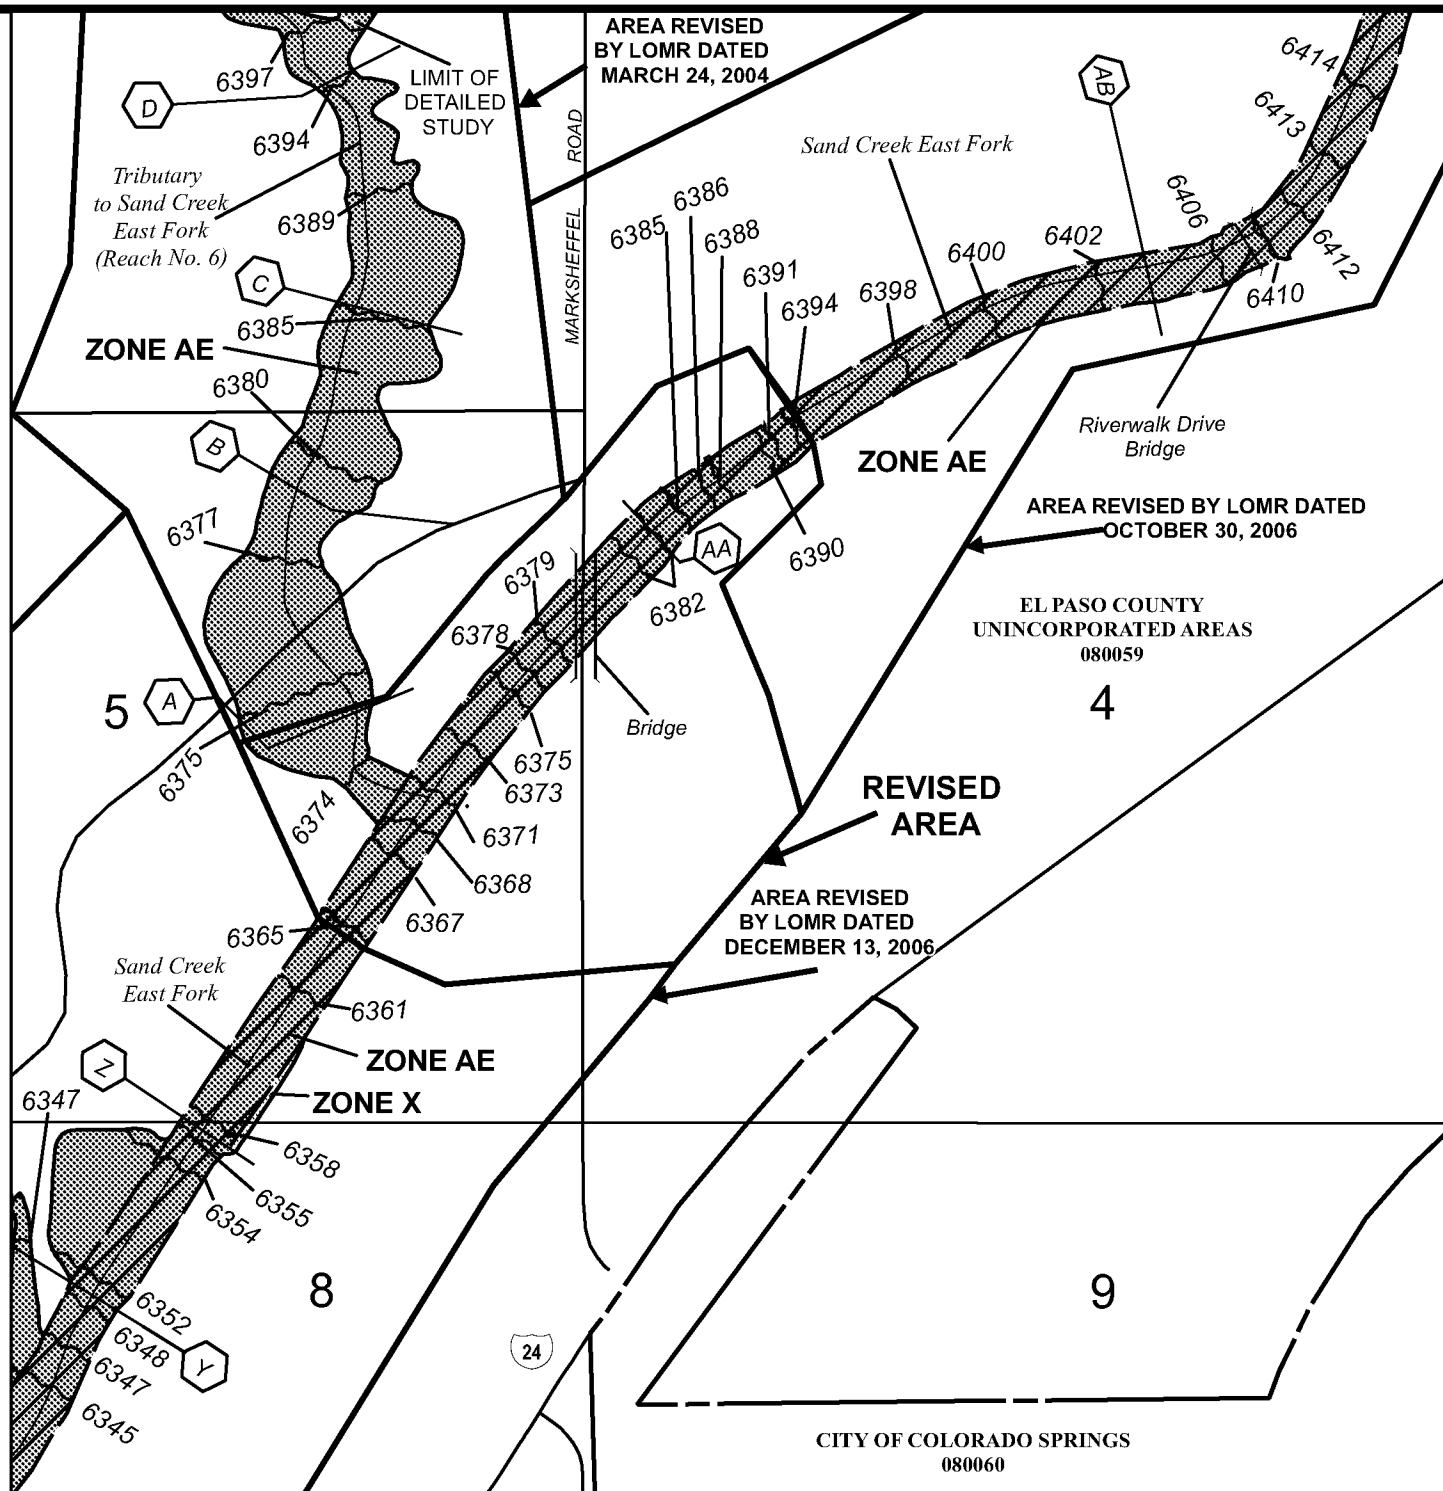 AREA REVISED
BY LOMR DATED
MARCH 24, 2004
6397
LIMIT OF
DETAILED
STUDY
D
6394
Tributary
to Sand Creek
East Fork
(Reach No. 6)
6389
C
6385
ZONE AE
6380
B
6377
MARKSHEFFEL ROAD
6414
AB
6413
Sand Creek East Fork
6406
6386
6385
6388
6391
6394
6398
6400
6402
6412
6410
Riverwalk Drive
Bridge
ZONE AE
AREA REVISED BY LOMR DATED
OCTOBER 30, 2006
AA
6390
6379
6382
6378
EL PASO COUNTY
UNINCORPORATED AREAS
080059
5
A
4
Bridge
6375
6375
6373
6374
6371
REVISED
AREA
6368
6367
AREA REVISED
BY LOMR DATED
DECEMBER 13, 2006
6365
Sand Creek
East Fork
6361
ZONE AE
Z
ZONE X
6347
6358
6355
6354
8
9
6352
6348
Y
6347
6345
24
CITY OF COLORADO SPRINGS
080060